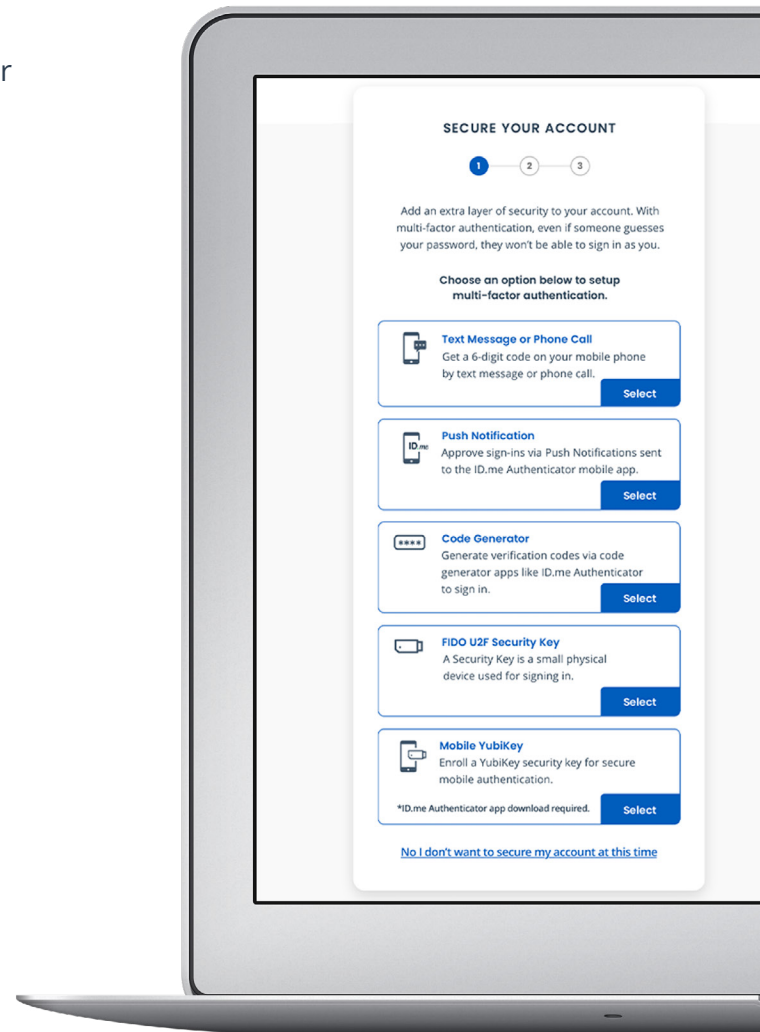 r
SECURE YOUR ACCOUNT
1 2 3
Add an extra layer of security to your account. With
multi-factor authentication, even if someone guesses
your password, they won't be able to sign in as you.
Choose an option below to setup
multi-factor authentication.
Text Message or Phone Call
Get a 6-digit code on your mobile phone
by text message or phone call.
Select
Push Notification
ID.me
Approve sign-ins via Push Notifications sent
to the ID.me Authenticator mobile app.
Select
Code Generator
****
Generate verification codes via code
generator apps like ID.me Authenticator
to sign in.
Select
FIDO U2F Security Key
A Security Key is a small physical
device used for signing in.
Select
Mobile YubiKey
Enroll a YubiKey security key for secure
mobile authentication.
*ID.me Authenticator app download required.
Select
No I don't want to secure my account at this time